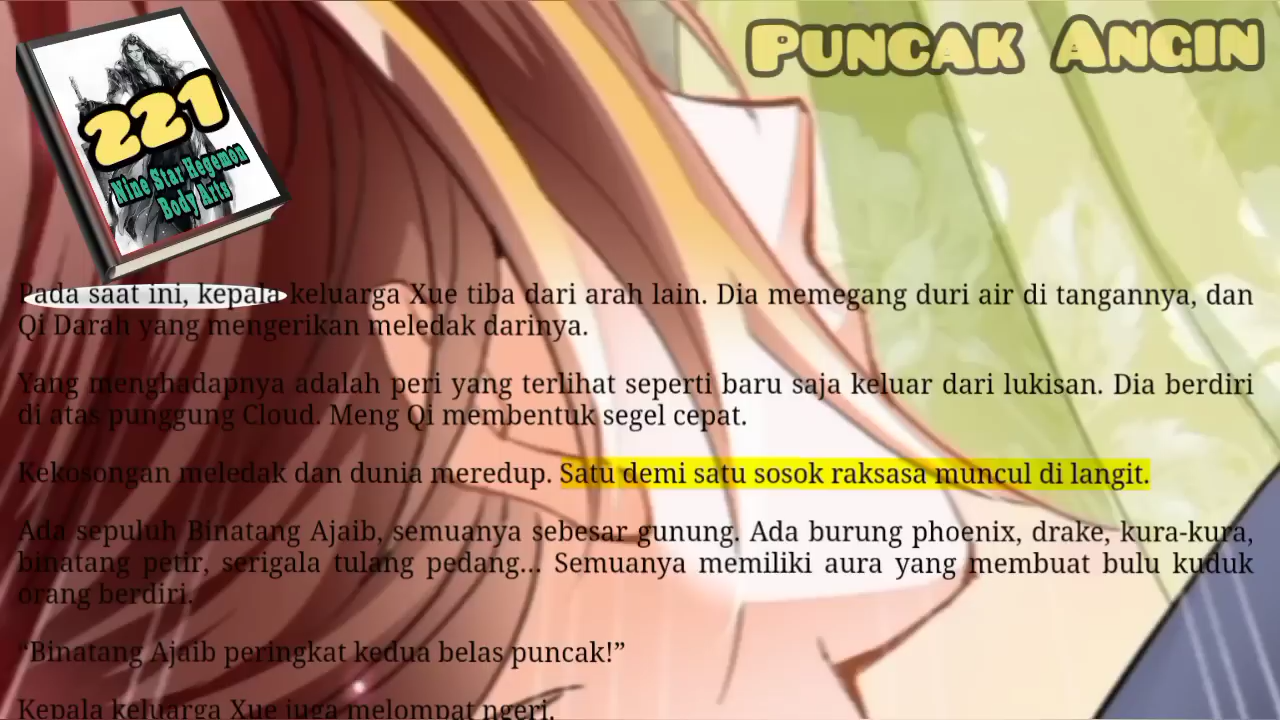 PUNCAK ANGIN
221
Nine Star Hegemon
Body Arts
Pada saat ini, kepala keluarga Xue tiba dari arah lain. Dia memegang duri air di tangannya, dan
Qi Darah yang mengerikan meledak darinya.
Yang menghadapnya adalah peri yang terlihat seperti baru saja keluar dari lukisan. Dia berdiri
di atas punggung Cloud. Meng Qi membentuk segel cepat.
Kekosongan meledak dan dunia meredup. Satu demi satu sosok raksasa muncul di langit.
Ada sepuluh Binatang Ajaib, semuanya sebesar gunung. Ada burung phoenix, drake, kura-kura,
binatang petir, serigala tulang pedang... Semuanya memiliki aura yang membuat bulu kuduk
orang berdiri.
“Binatang Ajaib peringkat kedua belas puncak!”
Kepala keluarga Xue juga melompat ngeri.